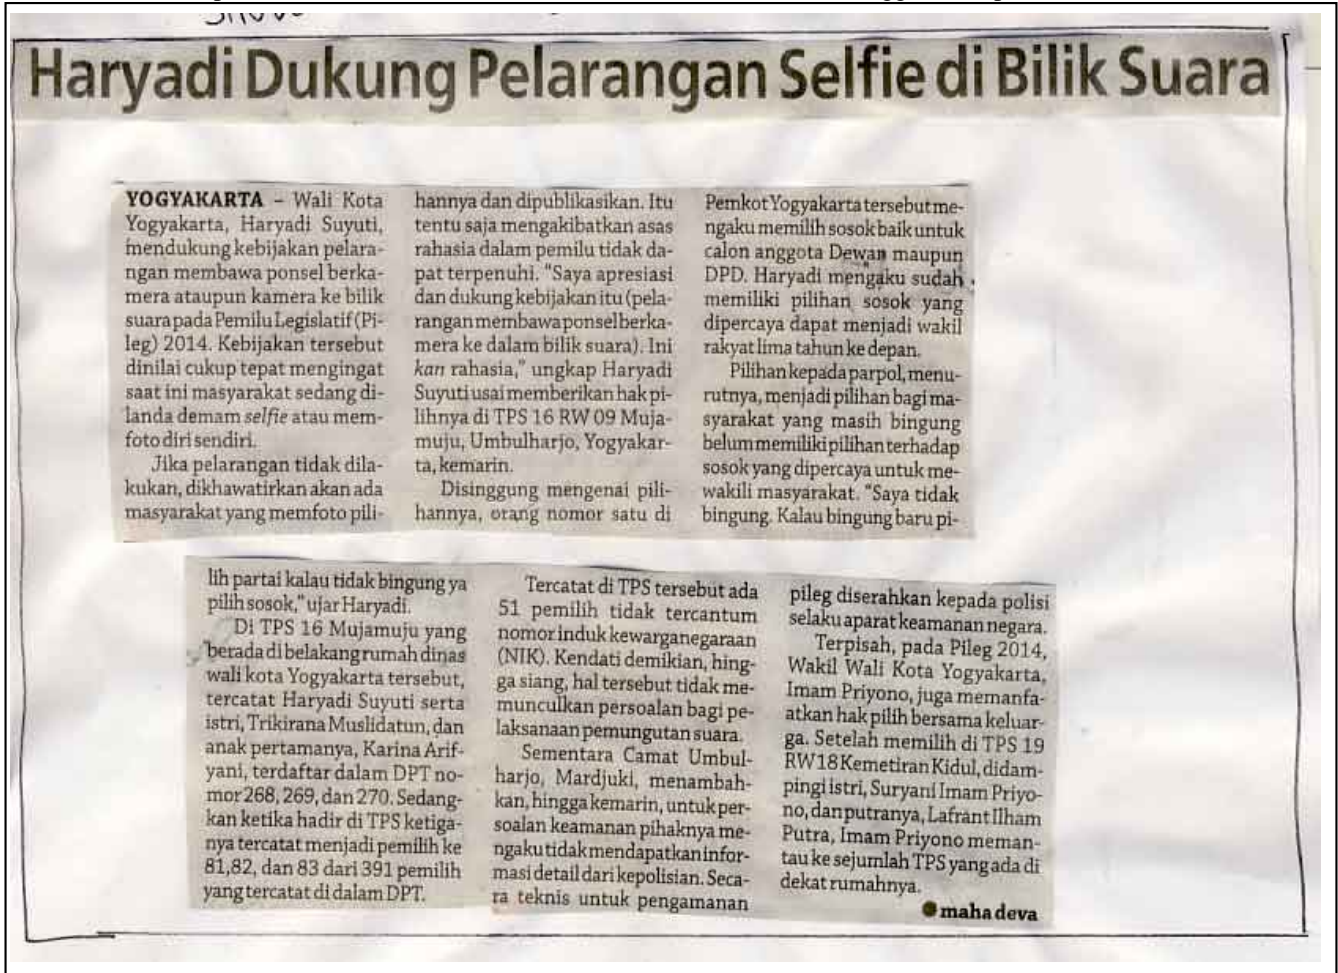 Haryadi Dukung Pelarangan Selfie di Bilik Suara
YOGYAKARTA – Wali Kota
Yogyakarta, Haryadi Suyuti,
mendukung kebijakan pelara-
ngan membawa ponsel berka-
mera ataupun kamera ke bilik
suara pada Pemilu Legislatif (Pi-
leg) 2014. Kebijakan tersebut
dinilai cukup tepat mengingat
saat ini masyarakat sedang di-
landa demam selfie atau mem-
foto diri sendiri.
Jika pelarangan tidak dila-
kukan, dikhawatirkan akan ada
masyarakat yang memfoto pili-
hannya dan dipublikasikan. Itu
tentu saja mengakibatkan asas
rahasia dalam pemilu tidak da-
pat terpenuhi. "Saya apresiasi
dan dukung kebijakan itu (pela-
rangan membawa ponsel berka-
mera ke dalam bilik suara). Ini
kan rahasia," ungkap Haryadi
Suyuti usai memberikan hak pi-
lihnya di TPS 16 RW 09 Muja-
muju, Umbulharjo, Yogyakar-
ta, kemarin.
Disinggung mengenai pili-
hannya, orang nomor satu di
Pemkot Yogyakarta tersebut me-
ngaku memilih sosok baik untuk
calon anggota Dewan maupun
DPD. Haryadi mengaku sudah
memiliki pilihan sosok yang
dipercaya dapat menjadi wakil
rakyat lima tahun ke depan.
Pilihan kepada parpol, menu-
rutnya, menjadi pilihan bagi ma-
syarakat yang masih bingung
belum memiliki pilihan terhadap
sosok yang dipercaya untuk me-
wakili masyarakat. "Saya tidak
bingung. Kalau bingung baru pi-
lih partai kalau tidak bingung ya
pilih sosok," ujar Haryadi.
Di TPS 16 Mujamuju yang
berada di belakang rumah dinas
wali kota Yogyakarta tersebut,
tercatat Haryadi Suyuti serta
istri, Trikirana Muslidatun, dan
anak pertamanya, Karina Arif-
yani, terdaftar dalam DPT no-
mor 268, 269, dan 270. Sedang-
kan ketika hadir di TPS ketiga-
nya tercatat menjadi pemilih ke
81,82, dan 83 dari 391 pemilih
yang tercatat di dalam DPT.
Tercatat di TPS tersebut ada
51 pemilih tidak tercantum
nomor induk kewarganegaraan
(NIK). Kendati demikian, hing-
ga siang, hal tersebut tidak me-
munculkan persoalan bagi pe-
laksanaan pemungutan suara.
Sementara Camat Umbul-
harjo, Mardjuki, menambah-
kan, hingga kemarin, untuk per-
soalan keamanan pihaknya me-
ngaku tidak mendapatkan infor-
masi detail dari kepolisian. Seca-
ra teknis untuk pengamanan
pileg diserahkan kepada polisi
selaku aparat keamanan negara.
Terpisah, pada Pileg 2014,
Wakil Wali Kota Yogyakarta,
Imam Priyono, juga memanfa-
atkan hak pilih bersama keluar-
ga. Setelah memilih di TPS 19
RW 18 Kemetiran Kidul, didam-
pingi istri, Suryani Imam Priyo-
no, dan putranya, Lafrant Ilham
Putra, Imam Priyono meman-
tau ke sejumlah TPS yang ada di
dekat rumahnya.
●maha deva